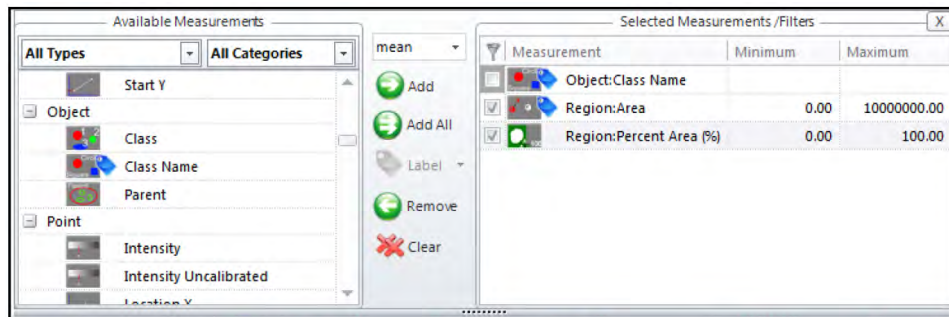 Available Measurements
All Types
All Categories
Start Y
Object
Class
Class Name
Parent
Point
Intensity
Intensity Uncalibrated
Location X
mean
Add
Add All
Label
Remove
Clear
Selected Measurements /Filters
X
Measurement Minimum Maximum
Object:Class Name
Region:Area 0.00 10000000.00
Region:Percent Area (%) 0.00 100.00